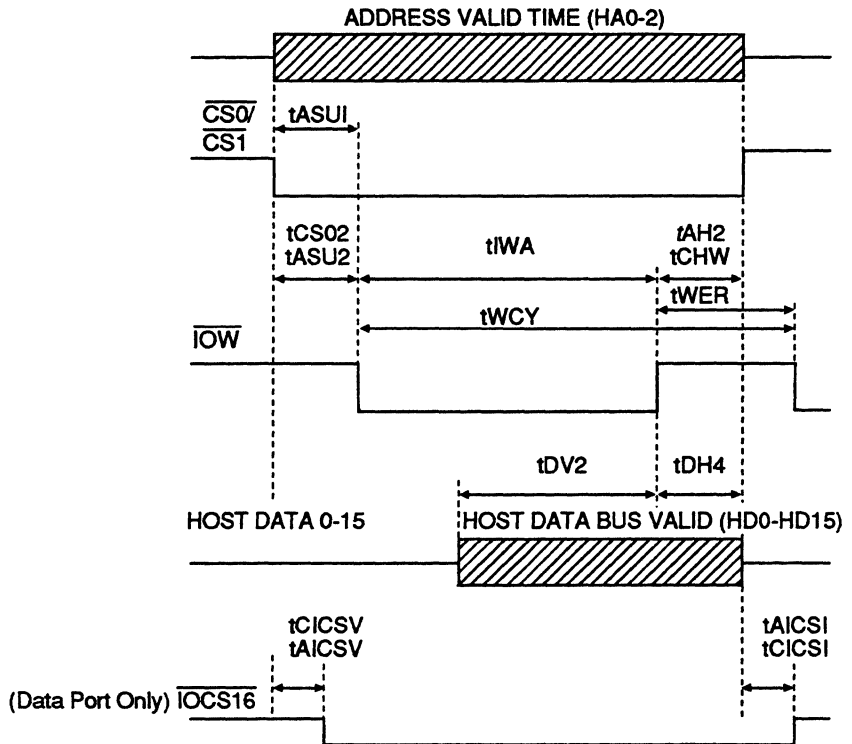 ADDRESS VALID TIME (HA0-2)
CS0/ tASUI
CS1
tCS02
tASU2
tIWA
tAH2
tCHW
tWER
tWCY
IOW
tDV2
tDH4
HOST DATA 0-15
HOST DATA BUS VALID (HD0-HD15)
tCICSV
tAICSV
tAICSI
tCICSI
(Data Port Only) IOCS16